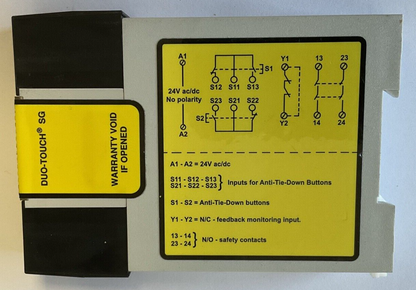 DUO-TOUCH® SG
WARRANTY VOID
IF OPENED
A1
24V ac/dc
No polarity
A2
S1
S12 S11 S13
S23 S21 S22
S2
Y1
Y2
13 23
14 24
A1 - A2 = 24V ac/dc
S11 - S12 - S13
S21 - S22 - S23 } Inputs for Anti-Tie-Down Buttons
S1 - S2 = Anti-Tie-Down buttons
Y1 - Y2 = N/C - feedback monitoring input.
13 - 14
23 - 24 } N/O - safety contacts